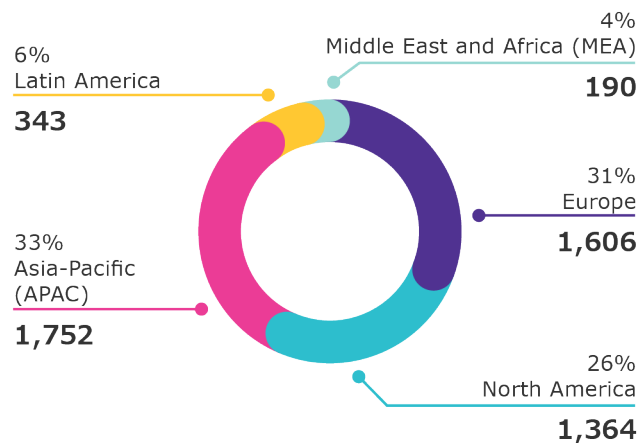 4%
Middle East and Africa (MEA)
190
6%
Latin America
343
31%
Europe
1,606
33%
Asia-Pacific
(APAC)
1,752
26%
North America
1,364